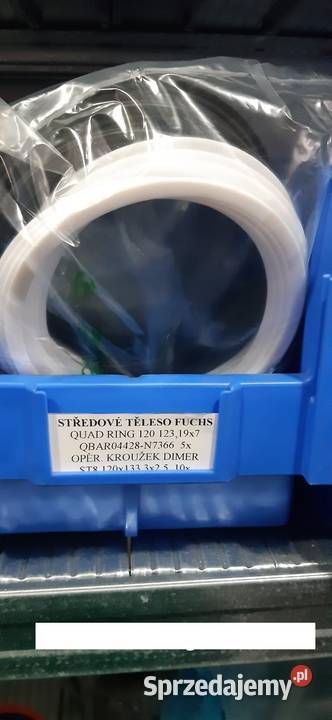 STŘEDOVÉ TĚLESO FUCHS
QUAD RING 120 123,19x7
QBAR04428-N7366 5x
OPĚR. KROUŽEK DIMER
ST8 120x133,3x2,5 10x
Sprzedajemy.pl